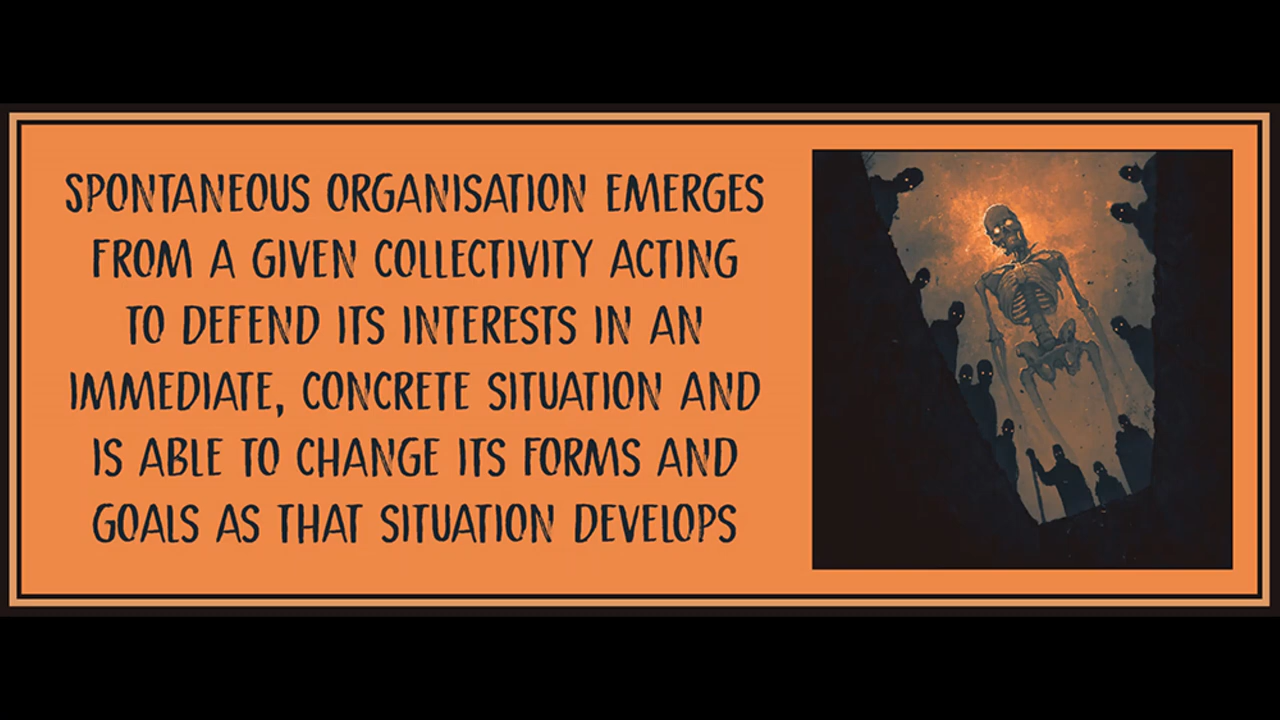 SPONTANEOUS ORGANISATION EMERGES
FROM A GIVEN COLLECTIVITY ACTING
TO DEFEND ITS INTERESTS IN AN
IMMEDIATE, CONCRETE SITUATION AND
IS ABLE TO CHANGE ITS FORMS AND
GOALS AS THAT SITUATION DEVELOPS